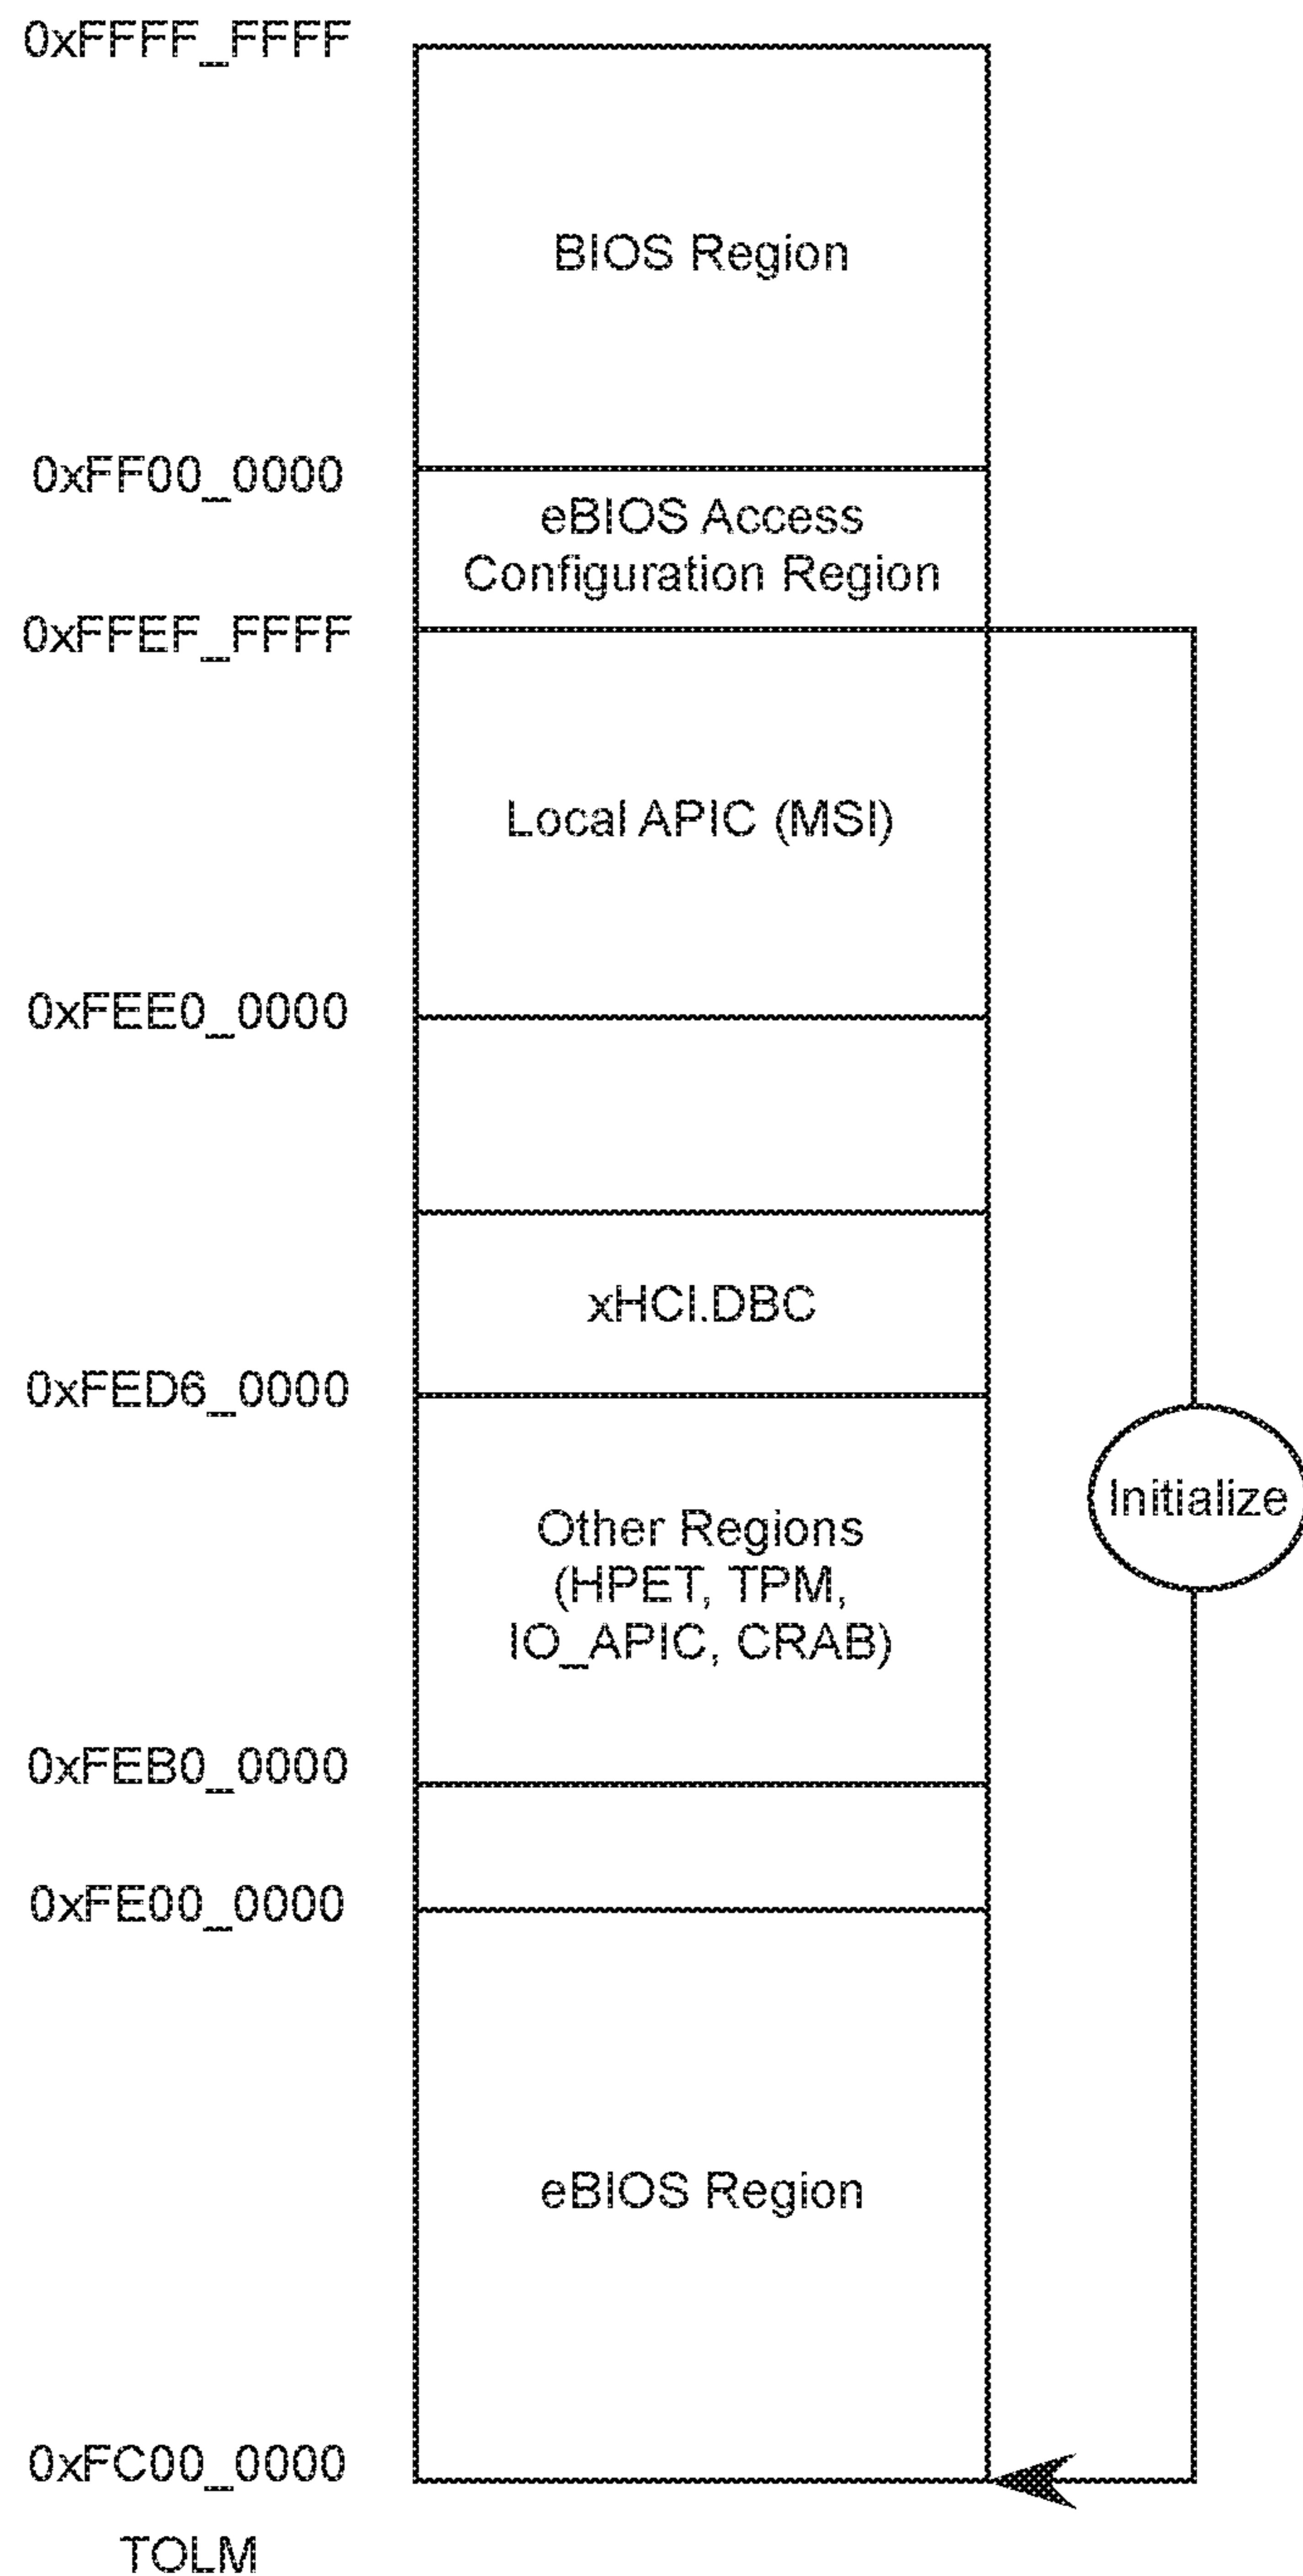 0xFFFF_FFFF
BIOS Region
0xFF00_0000
eBIOS Access
Configuration Region
0xFFEF_FFFF
Local APIC (MSI)
0xFEE0_0000
xHCI.DBC
0xFED6_0000
Initialize
Other Regions
(HPET, TPM,
IO_APIC, CRAB)
0xFEB0_0000
0xFE00_0000
eBIOS Region
0xFC00_0000
TOLM